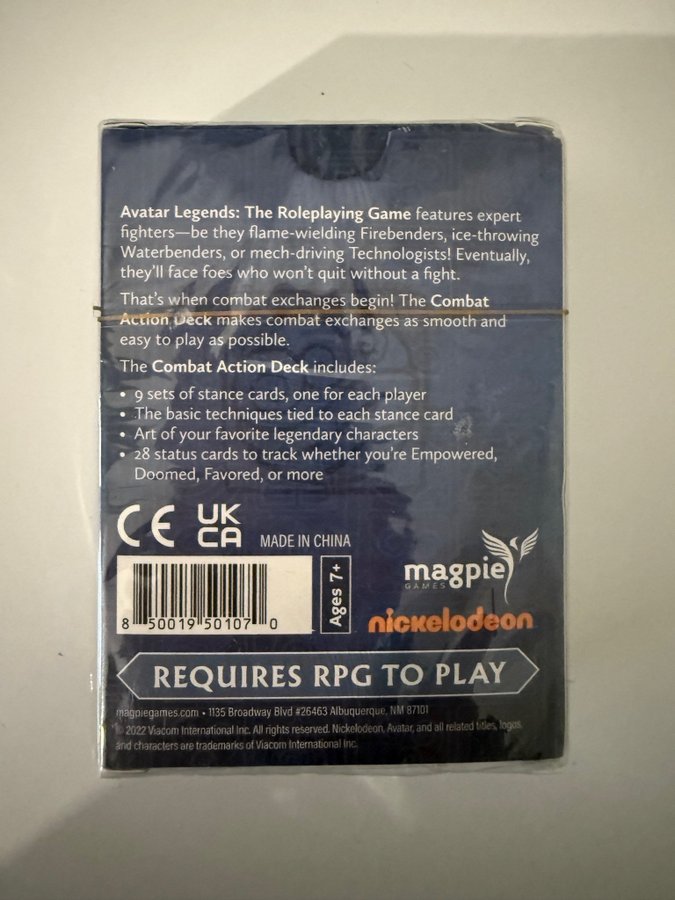 Avatar Legends: The Roleplaying Game features expert
fighters—be they flame-wielding Firebenders, ice-throwing
Waterbenders, or mech-driving Technologists! Eventually,
they'll face foes who won't quit without a fight.
That's when combat exchanges begin! The Combat
Action Deck makes combat exchanges as smooth and
easy to play as possible.
The Combat Action Deck includes:
• 9 sets of stance cards, one for each player
• The basic techniques tied to each stance card
• Art of your favorite legendary characters
• 28 status cards to track whether you're Empowered,
Doomed, Favored, or more
CE UK
CA MADE IN CHINA
8 50019 50107 0
Ages 7+
magpie
GAMES
nickelodeon
REQUIRES RPG TO PLAY
magpiegames.com • 1135 Broadway Blvd #26463 Albuquerque, NM 87101
© 2022 Viacom International Inc. All rights reserved. Nickelodeon, Avatar, and all related titles, logos,
and characters are trademarks of Viacom International Inc.